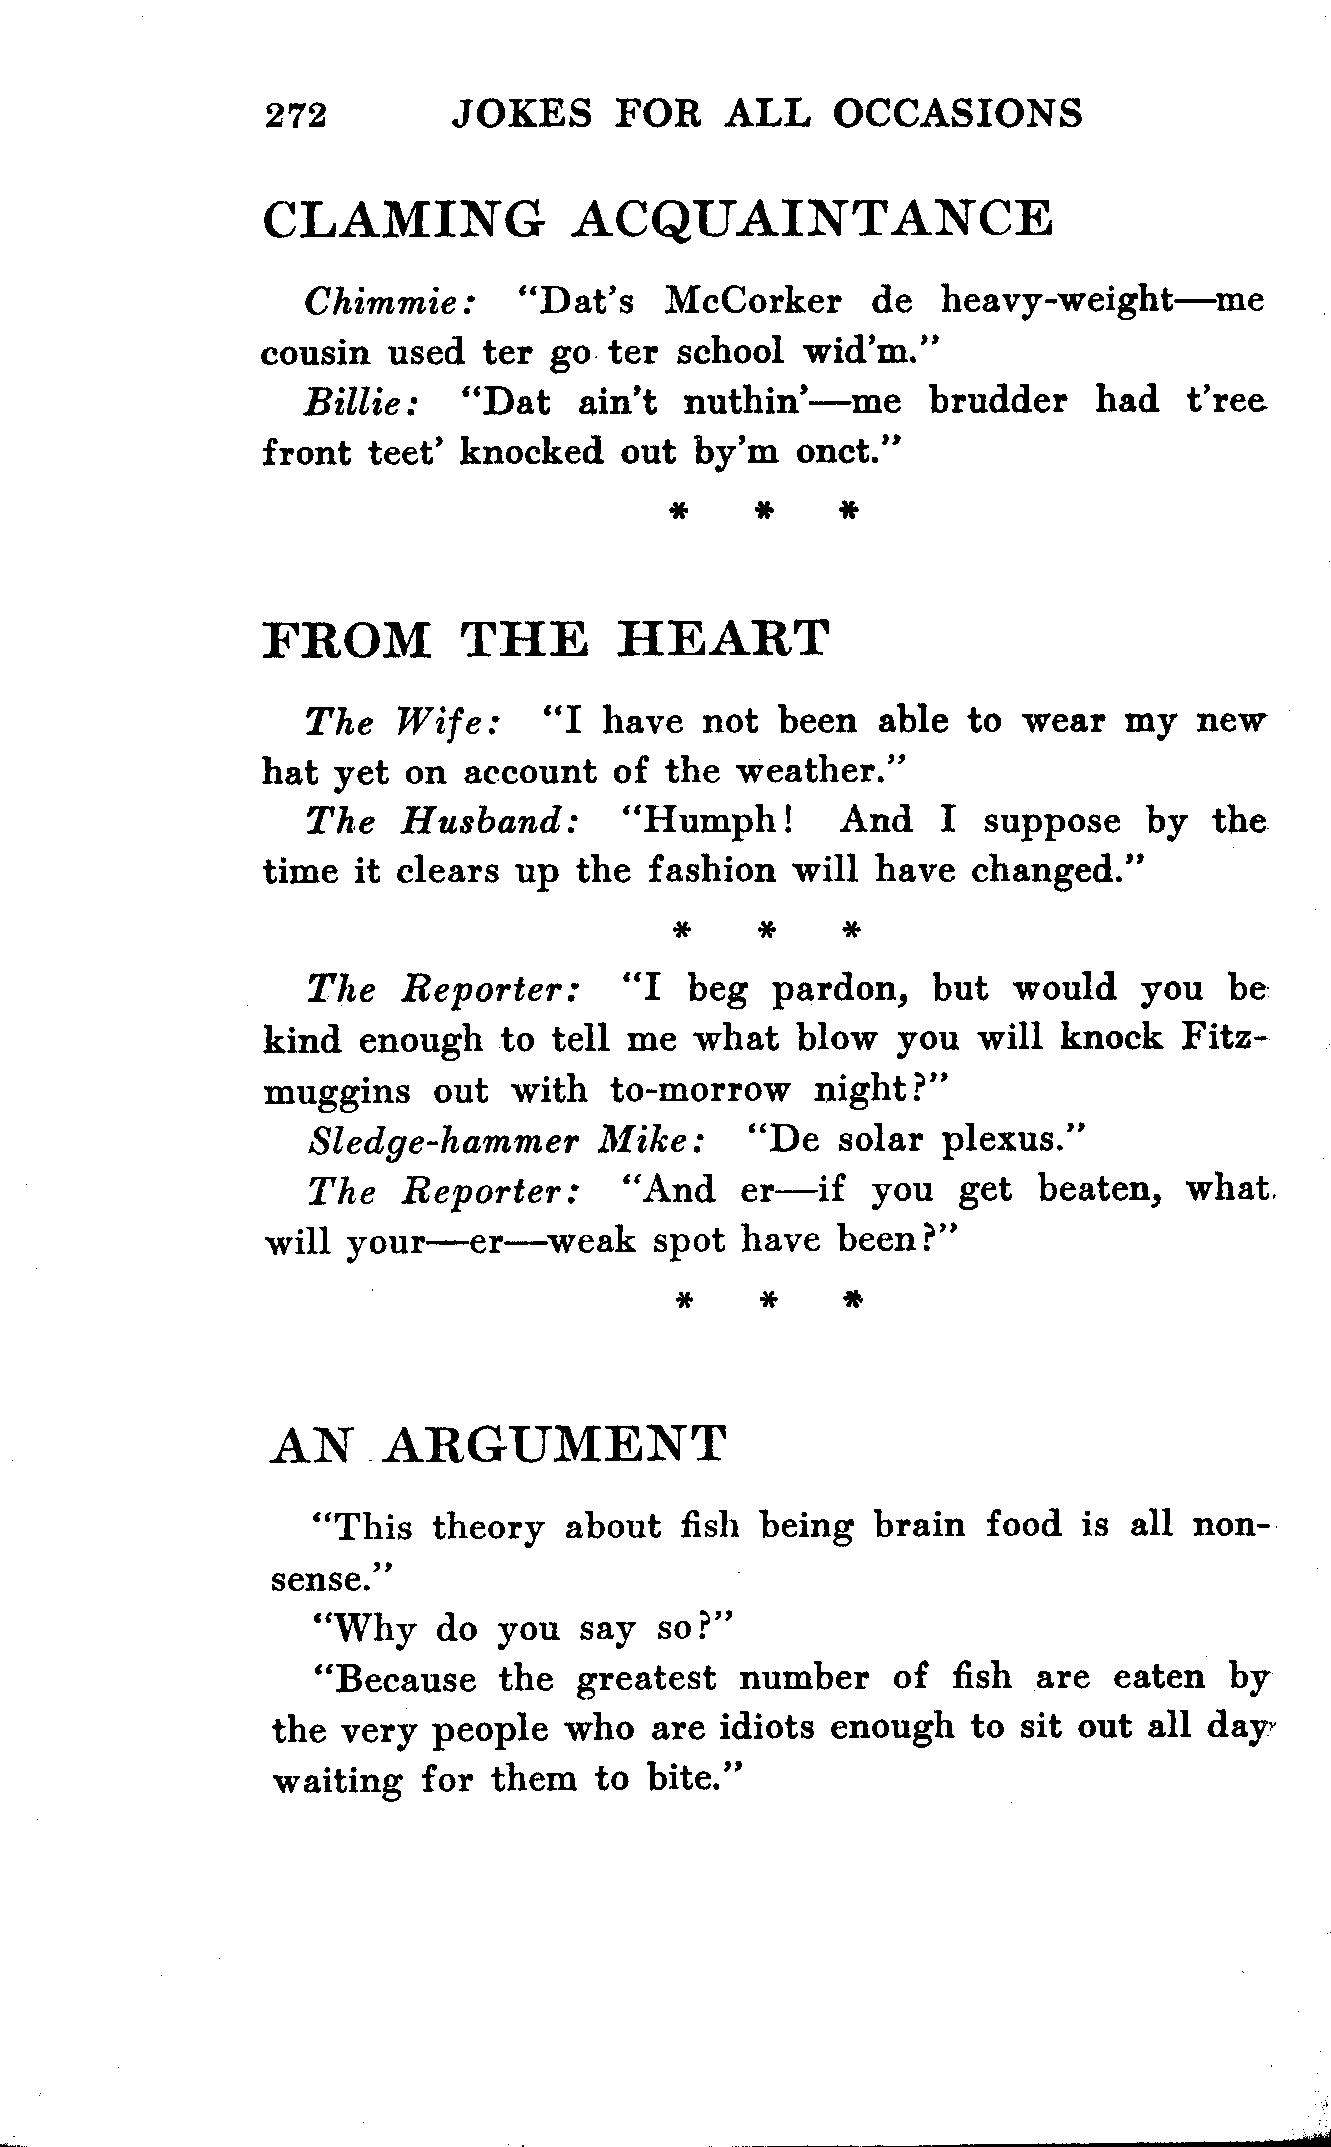 272 JOKES FOR ALL OCCASIONS
CLAMING ACQUAINTANCE
Chimmie: "Dat's McCorker de heavy-weight—me
cousin used ter go ter school wid'm."
Billie: "Dat ain't nuthin'—me brudder had t'ree
front teet' knocked out by'm onct."
* * *
FROM THE HEART
The Wife: "I have not been able to wear my new
hat yet on account of the weather."
The Husband: "Humph! And I suppose by the
time it clears up the fashion will have changed."
* * *
The Reporter: "I beg pardon, but would you be
kind enough to tell me what blow you will knock Fitz-
muggins out with to-morrow night?"
Sledge-hammer Mike: "De solar plexus."
The Reporter: "And er—if you get beaten, what
will your—er—weak spot have been?"
* * *
AN ARGUMENT
"This theory about fish being brain food is all non-
sense."
"Why do you say so?"
"Because the greatest number of fish are eaten by
the very people who are idiots enough to sit out all day
waiting for them to bite."